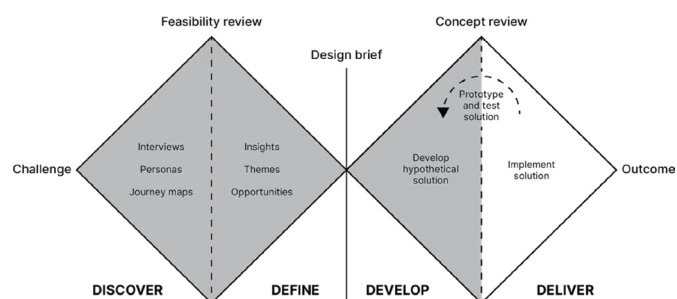 Feasibility review
Concept review
Design brief
Prototype
and test
solution
Interviews
Insights
Challenge
Personas
Themes
Develop
hypothetical
solution
Implement
solution
Outcome
Journey maps
Opportunities
DISCOVER
DEFINE
DEVELOP
DELIVER